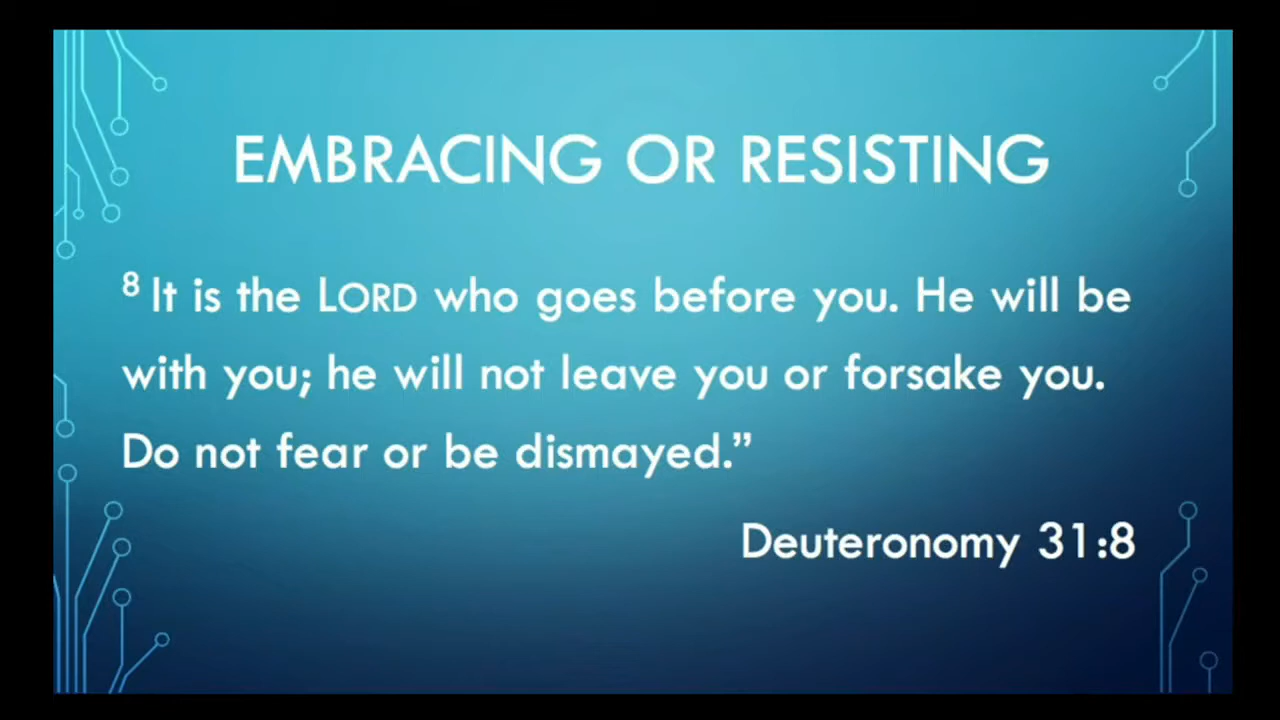 EMBRACING OR RESISTING
⁸ It is the LORD who goes before you. He will be
with you; he will not leave you or forsake you.
Do not fear or be dismayed.”
Deuteronomy 31:8